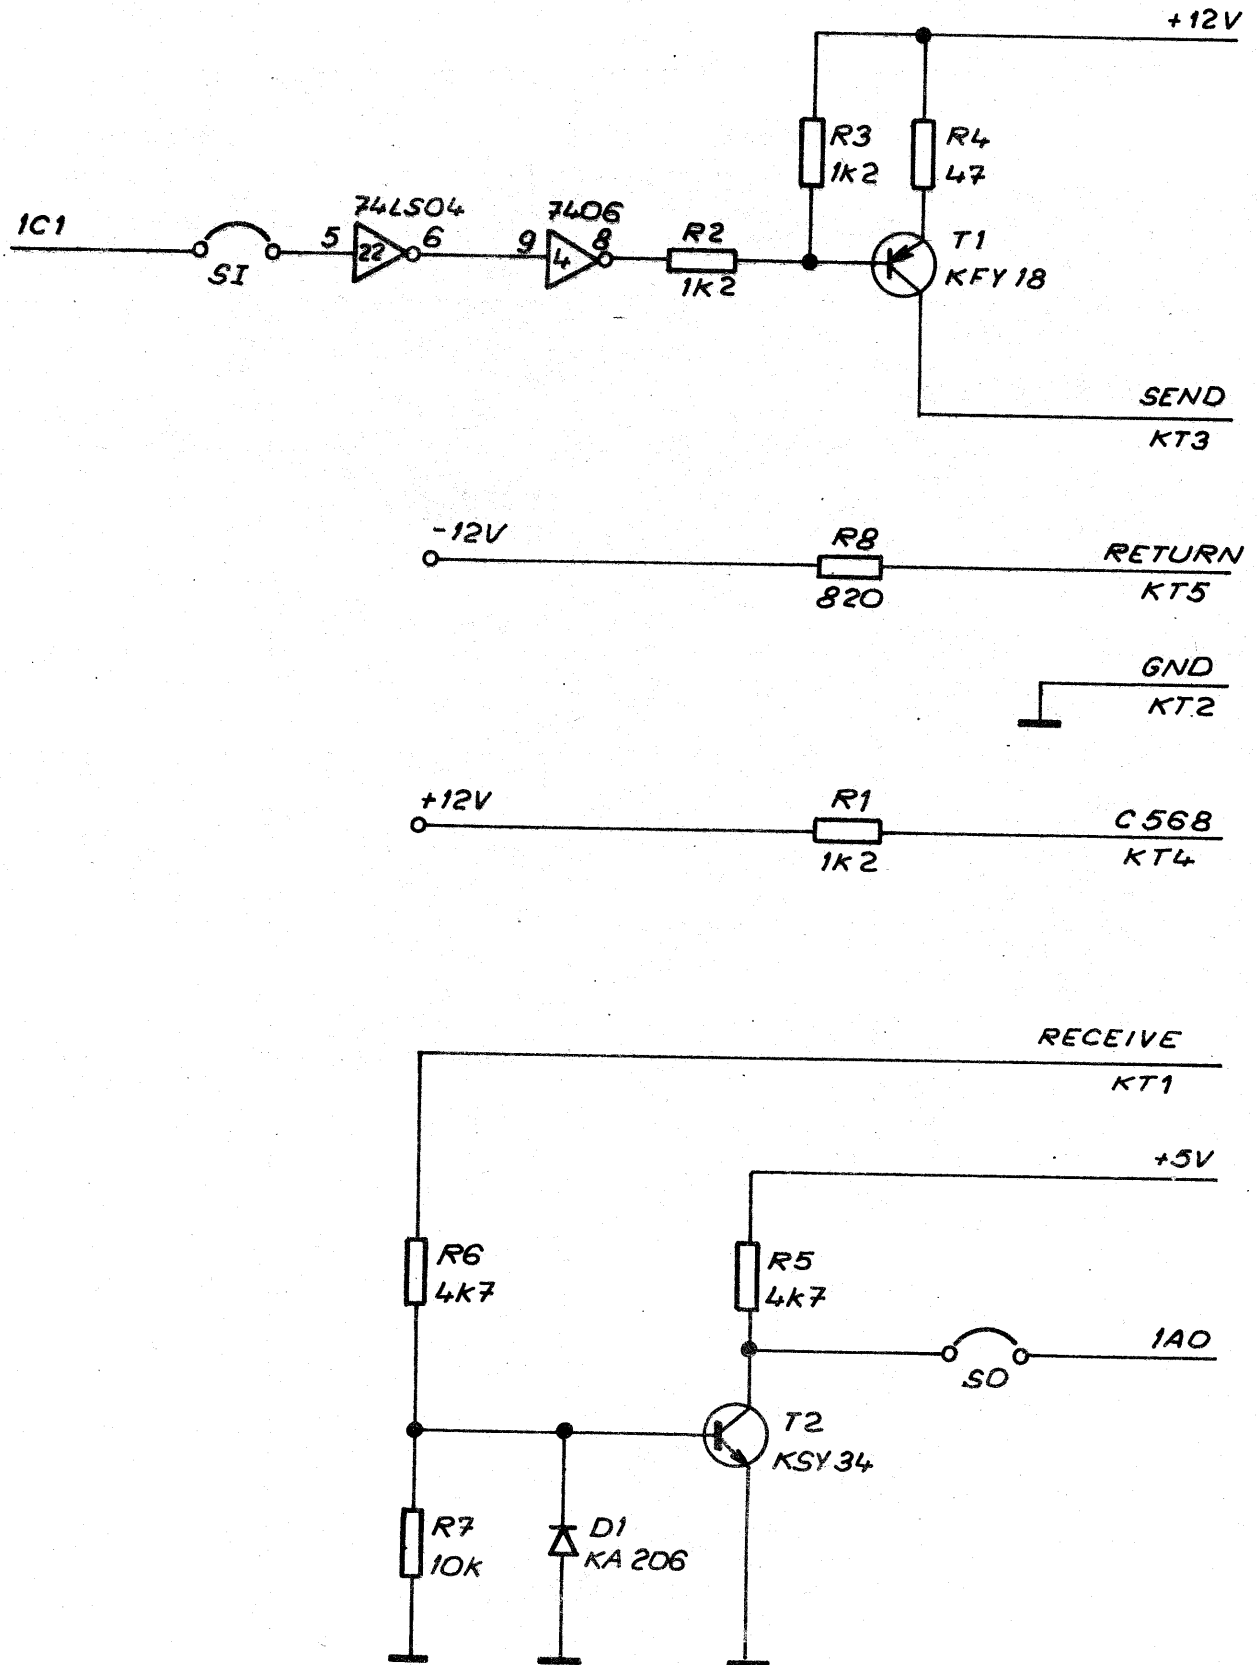 +12V
R3
1K2
R4
47
1C1
SI
74LS04
5
22
6
7406
9
4
8
R2
1K2
T1
KFY 18
SEND
KT3
-12V
R8
820
RETURN
KT5
GND
KT2
+12V
R1
1K2
C568
KT4
RECEIVE
KT1
+5V
R6
4K7
R5
4K7
SO
1A0
T2
KSY 34
R7
10K
D1
KA 206